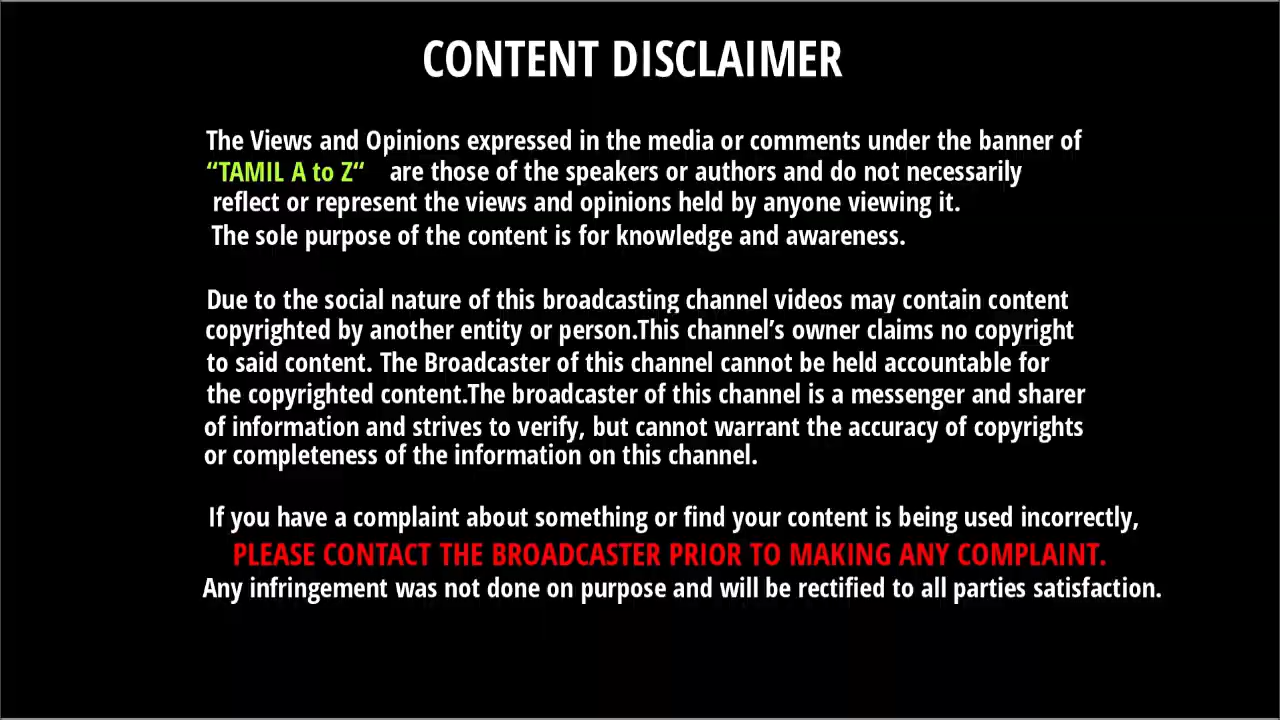 CONTENT DISCLAIMER
The Views and Opinions expressed in the media or comments under the banner of
“TAMIL A to Z“ are those of the speakers or authors and do not necessarily
reflect or represent the views and opinions held by anyone viewing it.
The sole purpose of the content is for knowledge and awareness.
Due to the social nature of this broadcasting channel videos may contain content
copyrighted by another entity or person.This channel’s owner claims no copyright
to said content. The Broadcaster of this channel cannot be held accountable for
the copyrighted content.The broadcaster of this channel is a messenger and sharer
of information and strives to verify, but cannot warrant the accuracy of copyrights
or completeness of the information on this channel.
If you have a complaint about something or find your content is being used incorrectly,
PLEASE CONTACT THE BROADCASTER PRIOR TO MAKING ANY COMPLAINT.
Any infringement was not done on purpose and will be rectified to all parties satisfaction.